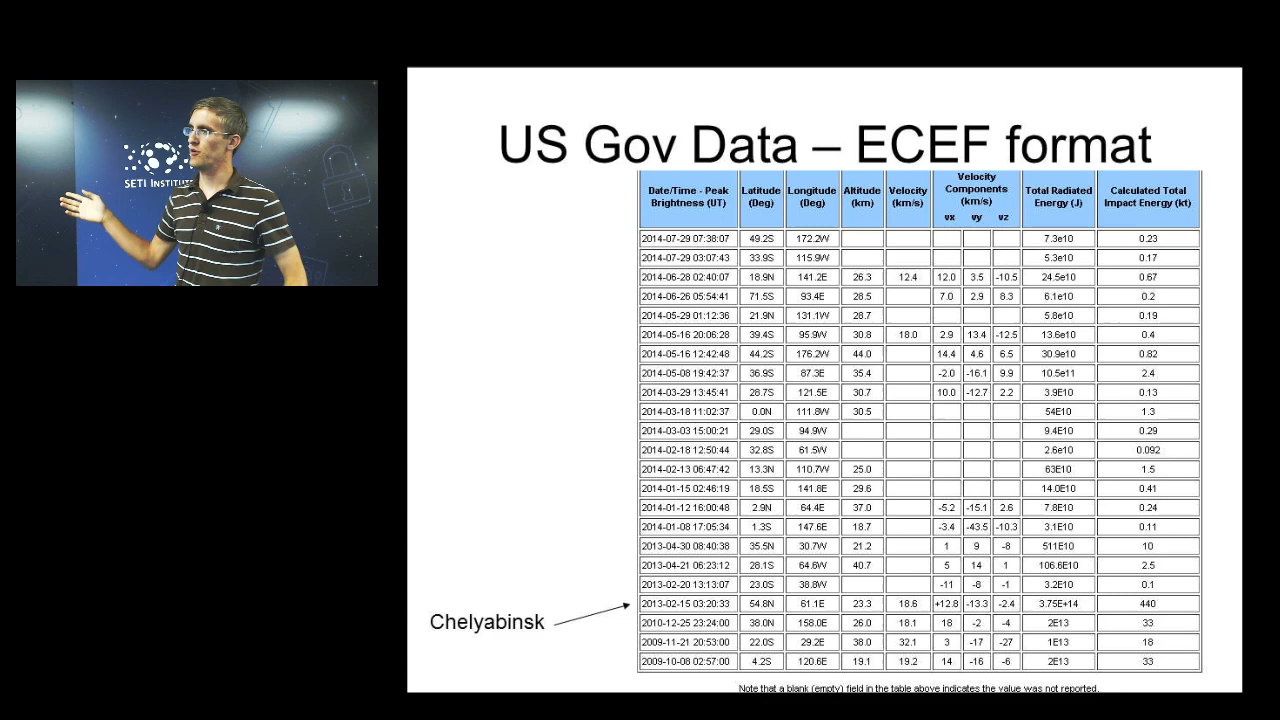 SETI INSTITUTE
US Gov Data – ECEF format
Date/Time - Peak Brightness (UT) Latitude (Deg) Longitude (Deg) Altitude (km) Velocity (km/s) Velocity Components (km/s) vx vy vz Total Radiated Energy (J) Calculated Total Impact Energy (kt)
2014-07-29 07:38:07 49.2S 172.2W 7.3e10 0.23
2014-07-29 03:07:43 33.9S 115.9W 5.3e10 0.17
2014-06-28 02:40:07 18.9N 141.2E 26.3 12.4 12.0 3.5 -10.5 24.5e10 0.67
2014-06-26 05:54:41 71.5S 93.4E 28.5 7.0 2.9 8.3 6.1e10 0.2
2014-05-29 01:12:36 21.9N 131.1W 28.7 5.8e10 0.19
2014-05-16 20:06:28 39.4S 95.9W 30.8 18.0 2.9 13.4 -12.5 13.6e10 0.4
2014-05-16 12:42:48 44.2S 176.2W 44.0 14.4 4.6 6.5 30.9e10 0.82
2014-05-08 19:42:37 36.9S 87.3E 35.4 -2.0 -16.1 9.9 10.5e11 2.4
2014-03-29 13:45:41 28.7S 121.5E 30.7 10.0 -12.7 2.2 3.9E10 0.13
2014-03-18 11:02:37 0.0N 111.8W 30.5 54E10 1.3
2014-03-03 15:00:21 29.0S 94.9W 9.4E10 0.29
2014-02-18 12:50:44 32.8S 61.5W 2.6e10 0.092
2014-02-13 06:47:42 13.3N 110.7W 25.0 63E10 1.5
2014-01-15 02:46:19 18.5S 141.8E 29.6 14.0E10 0.41
2014-01-12 16:00:48 2.9N 64.4E 37.0 -5.2 -15.1 2.6 7.8E10 0.24
2014-01-08 17:05:34 1.3S 147.6E 18.7 -3.4 -43.5 -10.3 3.1E10 0.11
2013-04-30 08:40:38 35.5N 30.7W 21.2 1 9 -8 511E10 10
2013-04-21 06:23:12 28.1S 64.6W 40.7 5 14 1 106.6E10 2.5
2013-02-20 13:13:07 23.0S 38.8W -11 -8 -1 3.2E10 0.1
2013-02-15 03:20:33 54.8N 61.1E 23.3 18.6 +12.8 -13.3 -2.4 3.75E+14 440
Chelyabinsk
2010-12-25 23:24:00 38.0N 158.0E 26.0 18.1 18 -2 -4 2E13 33
2009-11-21 20:53:00 22.0S 29.2E 38.0 32.1 3 -17 -27 1E13 18
2009-10-08 02:57:00 4.2S 120.6E 19.1 19.2 14 -16 -6 2E13 33
Note that a blank (empty) field in the table above indicates the value was not reported.